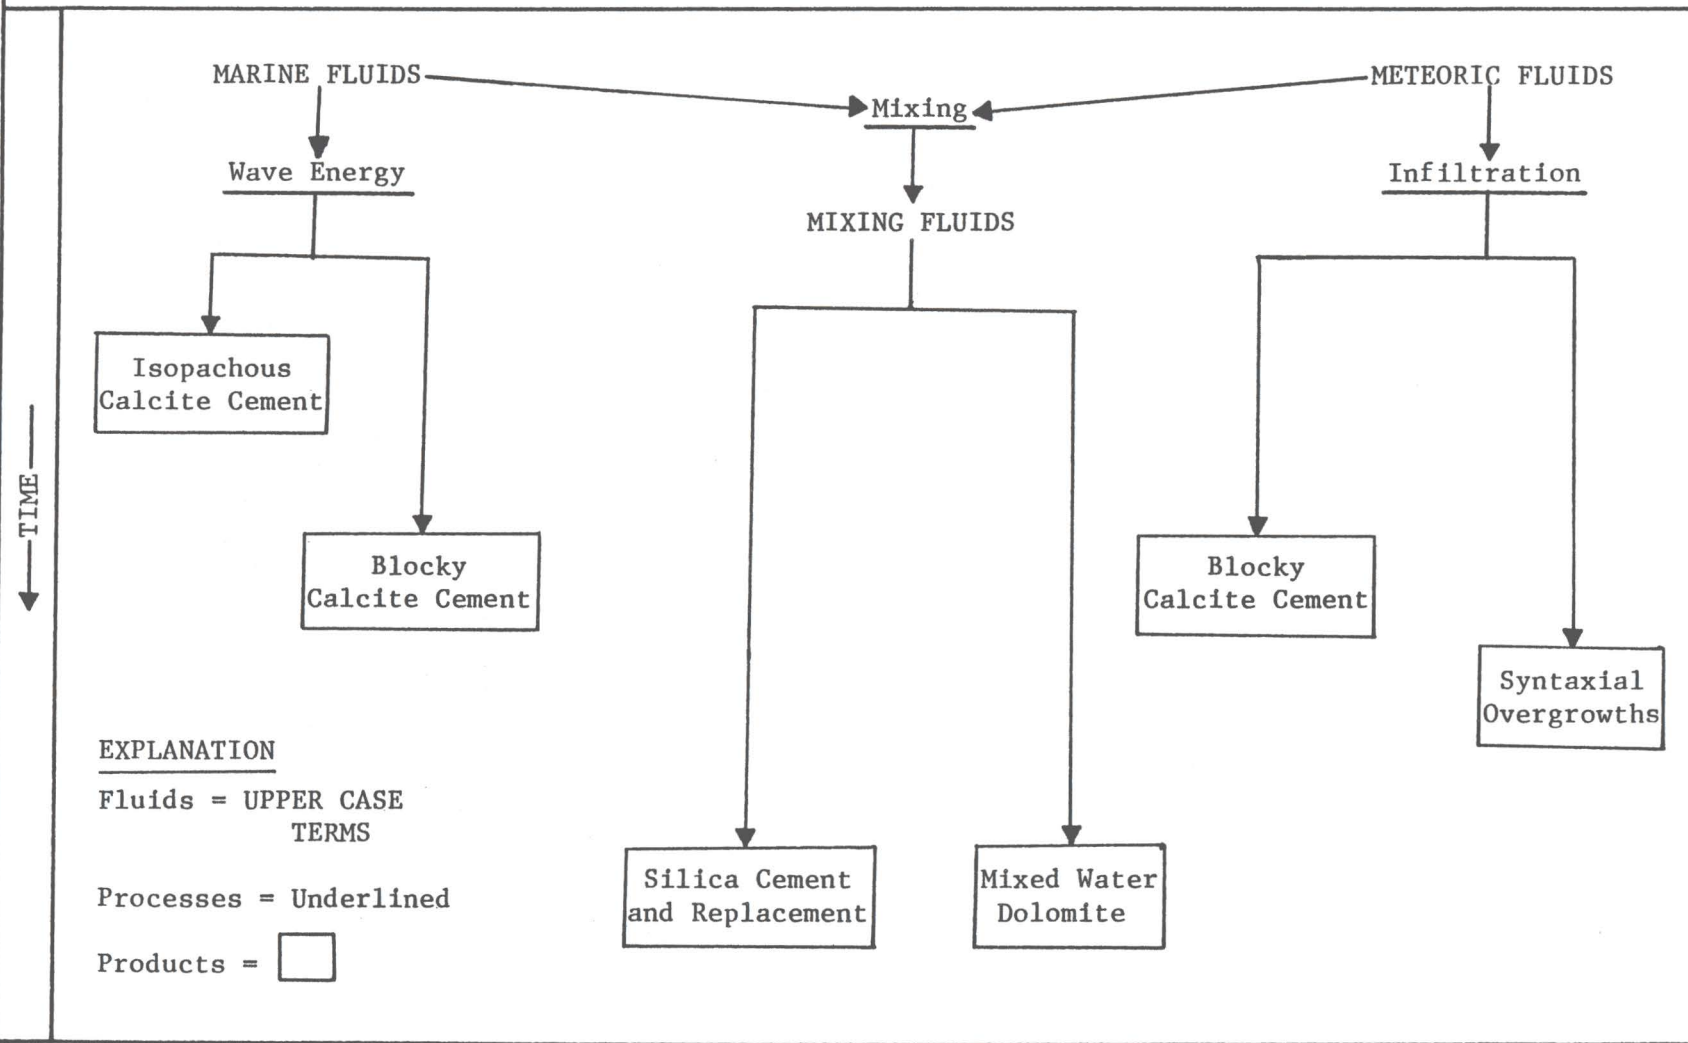 MARINE FLUIDS
METEORIC FLUIDS
Mixing
Wave Energy
Infiltration
MIXING FLUIDS
Isopachous
Calcite Cement
TIME
Blocky
Calcite Cement
Blocky
Calcite Cement
Syntaxial
Overgrowths
EXPLANATION
Fluids = UPPER CASE
TERMS
Silica Cement
and Replacement
Mixed Water
Dolomite
Processes = Underlined
Products =